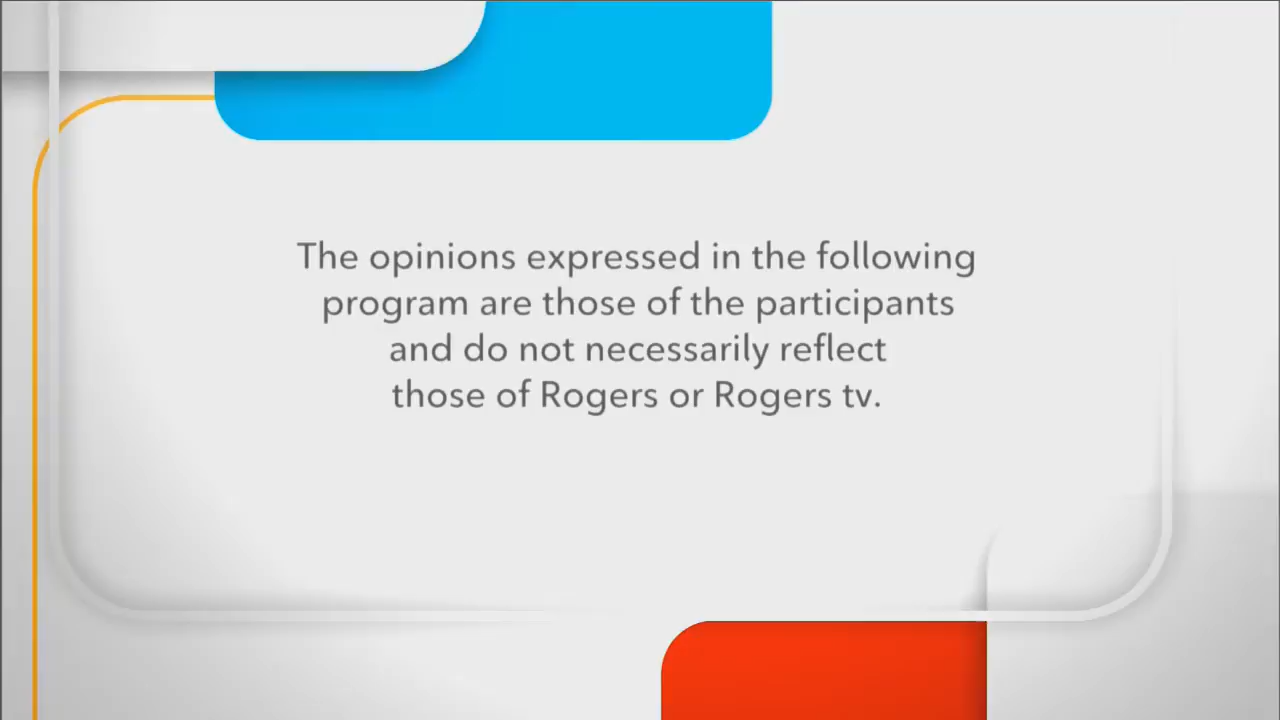 The opinions expressed in the following
program are those of the participants
and do not necessarily reflect
those of Rogers or Rogers tv.